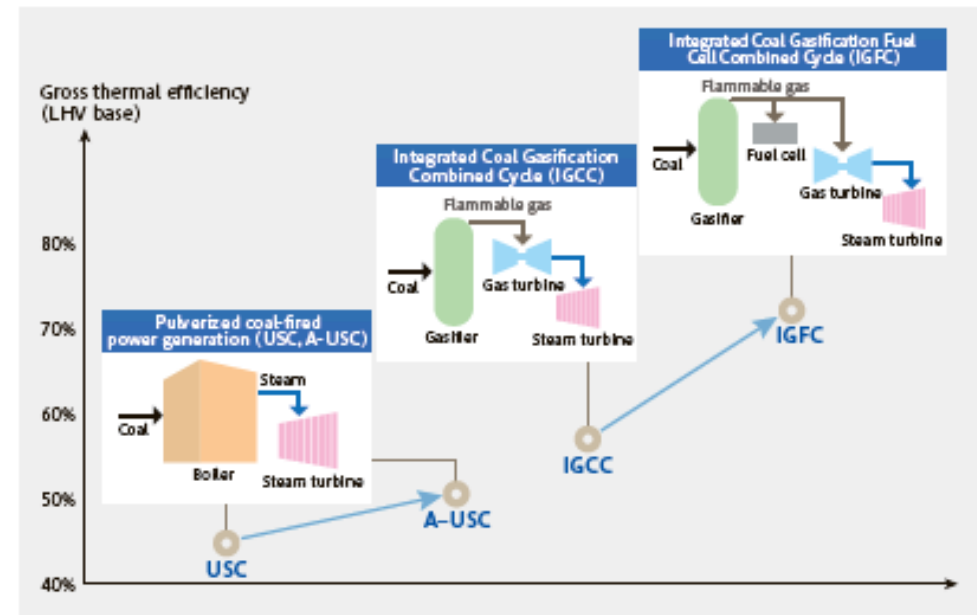 Gross thermal efficiency
(LHV base)
80%
70%
60%
50%
40%
Pulverized coal-fired
power generation (USC, A-USC)
Coal
Steam
Boiler
Steam turbine
USC
A-USC
Integrated Coal Gasification
Combined Cycle (IGCC)
Flammable gas
Coal
Gas turbine
Gasifier
Steam turbine
IGCC
Integrated Coal Gasification Fuel
Cell Combined Cycle (IGFC)
Flammable gas
Coal
Fuel cell
Gas turbine
Gasifier
Steam turbine
IGFC